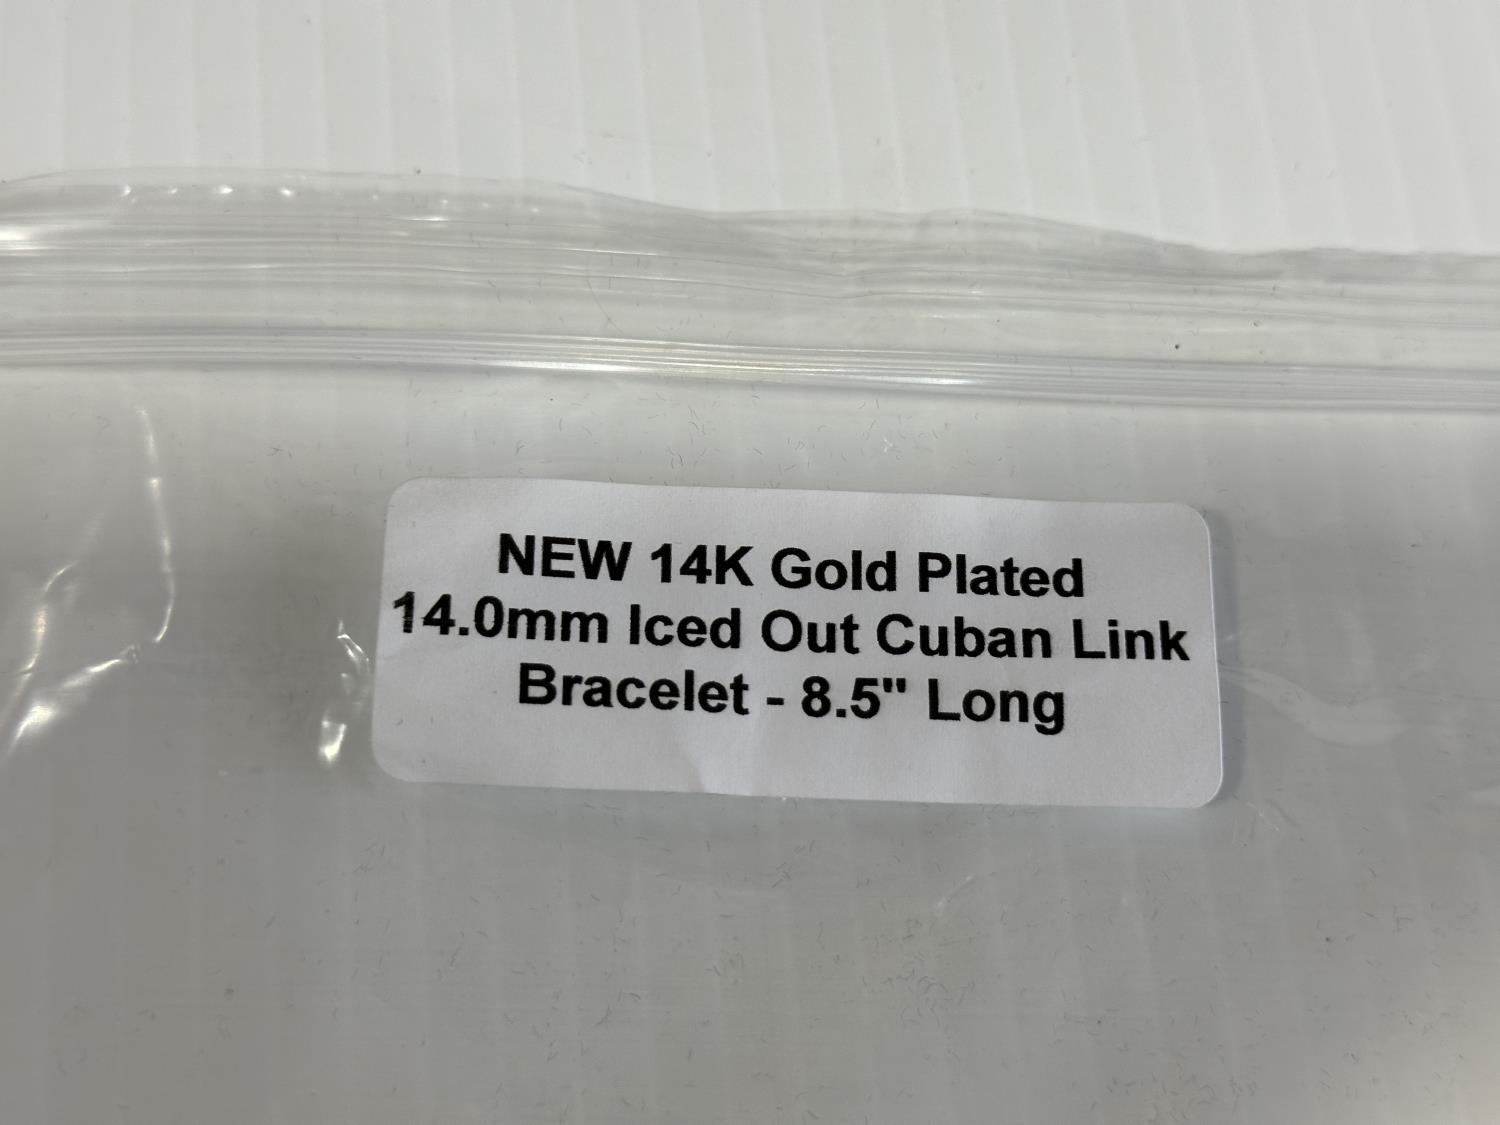 NEW 14K Gold Plated
14.0mm Iced Out Cuban Link
Bracelet - 8.5" Long